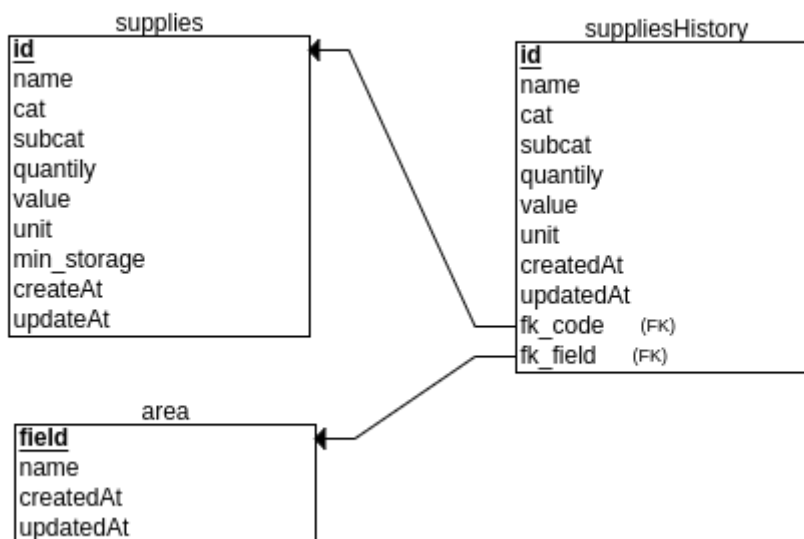 supplies
id
name
cat
subcat
quantily
value
unit
min_storage
createAt
updateAt
suppliesHistory
id
name
cat
subcat
quantily
value
unit
createdAt
updatedAt
fk_code (FK)
fk_field (FK)
area
field
name
createdAt
updatedAt